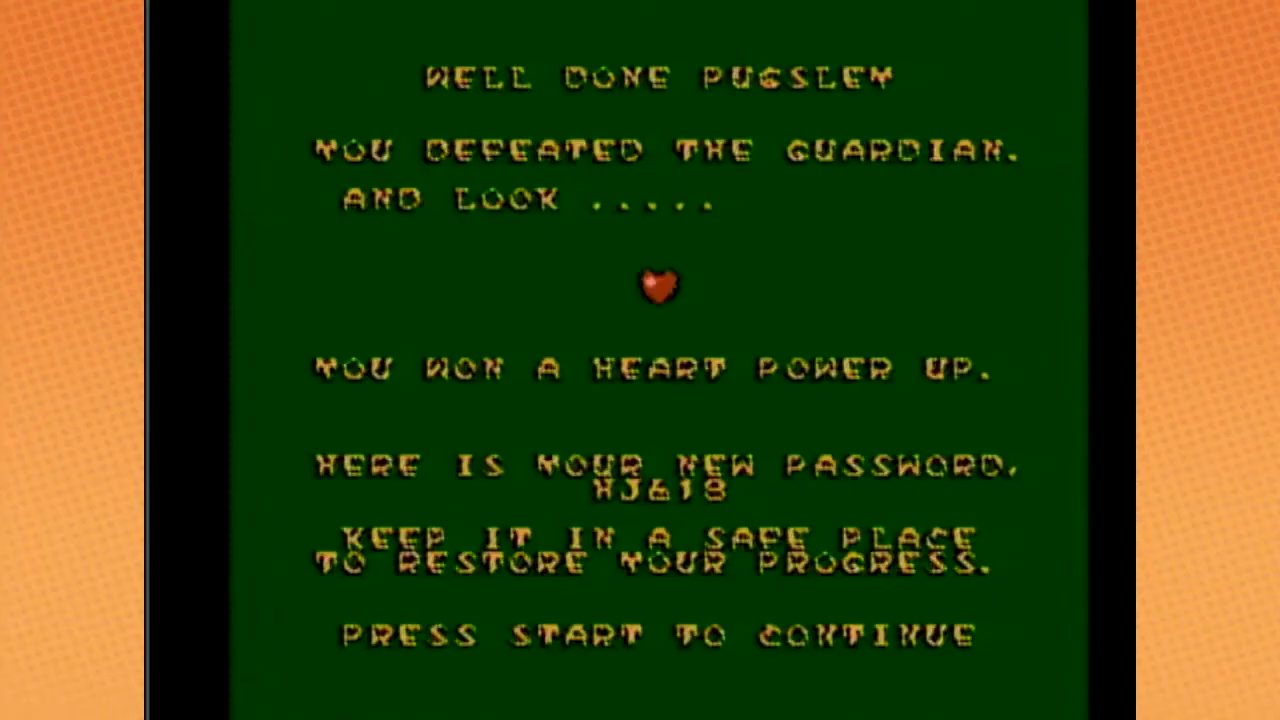 WELL DONE PUGSLEY
YOU DEFEATED THE GUARDIAN.
AND LOOK .....
YOU WON A HEART POWER UP.
HERE IS YOUR NEW PASSWORD.
HJ618
KEEP IT IN A SAFE PLACE
TO RESTORE YOUR PROGRESS.
PRESS START TO CONTINUE